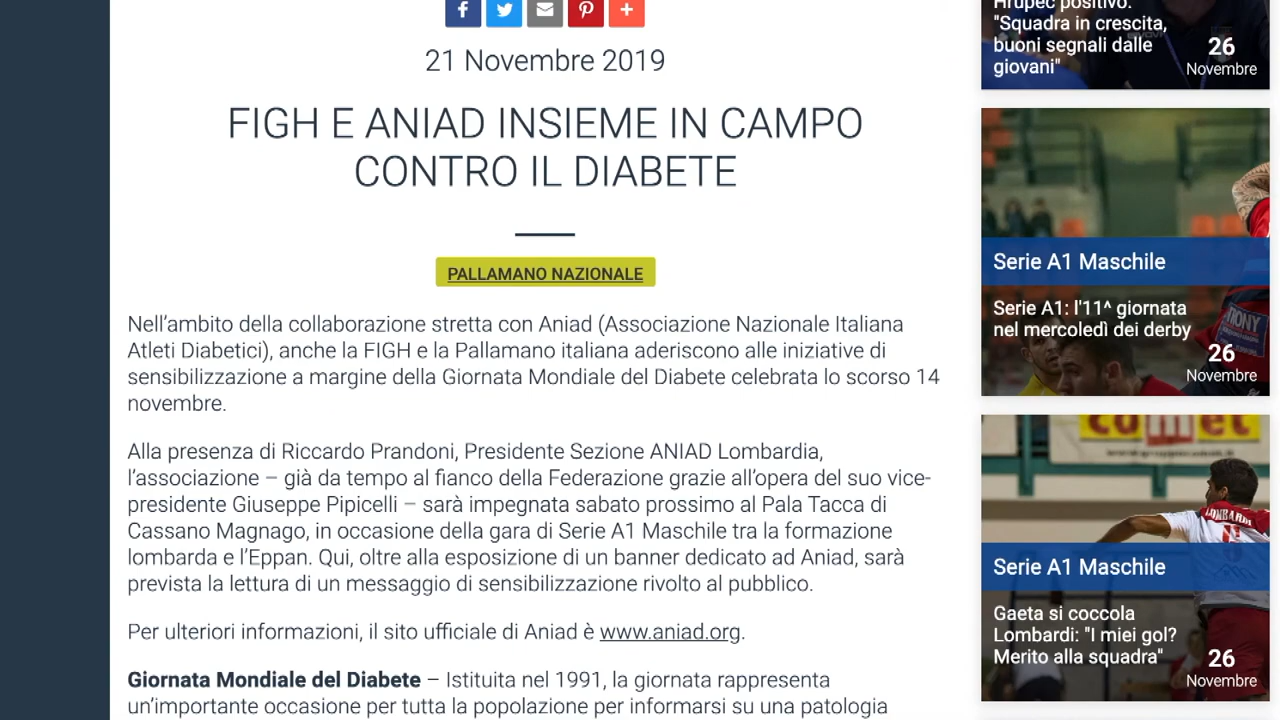 21 Novembre 2019
FIGH E ANIAD INSIEME IN CAMPO
CONTRO IL DIABETE
PALLAMANO NAZIONALE
Nell’ambito della collaborazione stretta con Aniad (Associazione Nazionale Italiana
Atleti Diabetici), anche la FIGH e la Pallamano italiana aderiscono alle iniziative di
sensibilizzazione a margine della Giornata Mondiale del Diabete celebrata lo scorso 14
novembre.
Alla presenza di Riccardo Prandoni, Presidente Sezione ANIAD Lombardia,
l’associazione – già da tempo al fianco della Federazione grazie all’opera del suo vice-
presidente Giuseppe Pipicelli – sarà impegnata sabato prossimo al Pala Tacca di
Cassano Magnago, in occasione della gara di Serie A1 Maschile tra la formazione
lombarda e l’Eppan. Qui, oltre alla esposizione di un banner dedicato ad Aniad, sarà
prevista la lettura di un messaggio di sensibilizzazione rivolto al pubblico.
Per ulteriori informazioni, il sito ufficiale di Aniad è www.aniad.org.
Giornata Mondiale del Diabete – Istituita nel 1991, la giornata rappresenta
un’importante occasione per tutta la popolazione per informarsi su una patologia
Hrupec positivo:
"Squadra in crescita,
buoni segnali dalle
giovani"
26
Novembre
Serie A1 Maschile
Serie A1: l'11^ giornata
nel mercoledì dei derby
26
Novembre
LOMBARDI
Serie A1 Maschile
Gaeta si coccola
Lombardi: "I miei gol?
Merito alla squadra"
26
Novembre